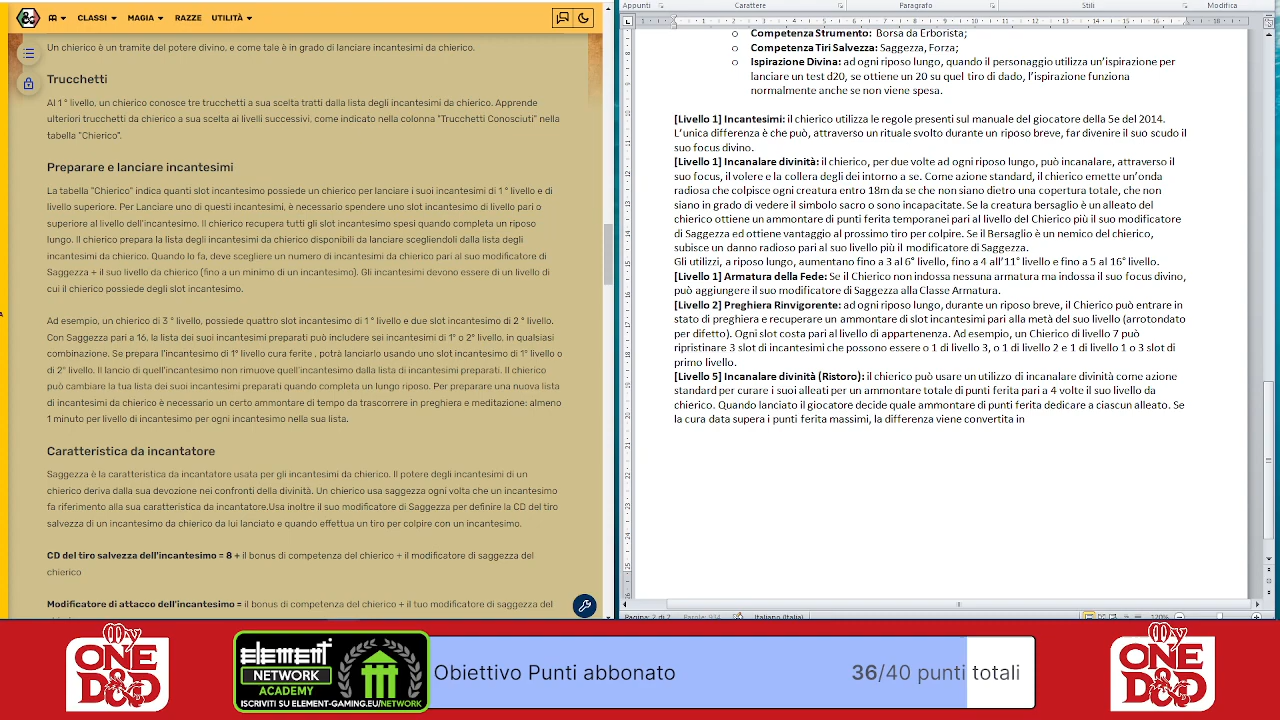 CLASSI
MAGIA
RAZZE
UTILITÀ
Un chierico è un tramite del potere divino, e come tale è in grado di lanciare incantesimi da chierico.
Trucchetti
Al 1 ° livello, un chierico conosce tre trucchetti a sua scelta tratti dalla lista degli incantesimi da chierico. Apprende
ulteriori trucchetti da chierico a sua scelta ai livelli successivi, come indicato nella colonna "Trucchetti Conosciuti" nella
tabella "Chierico".
Preparare e lanciare incantesimi
La tabella "Chierico" indica quanti slot incantesimo possiede un chierico per lanciare i suoi incantesimi di 1 ° livello e di
livello superiore. Per Lanciare uno di questi incantesimi, è necessario spendere uno slot incantesimo di livello pari o
superiore al livello dell'incantesimo. Il chierico recupera tutti gli slot incantesimo spesi quando completa un riposo
lungo. Il chierico prepara la lista degli incantesimi da chierico disponibili da lanciare scegliendoli dalla lista degli
incantesimi da chierico. Quando lo fa, deve scegliere un numero di incantesimi da chierico pari al suo modificatore di
Saggezza + il suo livello da chierico (fino a un minimo di un incantesimo). Gli incantesimi devono essere di un livello di
cui il chierico possiede degli slot incantesimo.
Ad esempio, un chierico di 3 ° livello, possiede quattro slot incantesimo di 1 ° livello e due slot incantesimo di 2 ° livello.
Con Saggezza pari a 16, la lista dei suoi incantesimi preparati può includere sei incantesimi di 1° o 2° livello, in qualsiasi
combinazione. Se prepara l'incantesimo di 1° livello cura ferite , potrà lanciarlo usando uno slot incantesimo di 1° livello o
di 2° livello. Il lancio di quell'incantesimo non rimuove quell'incantesimo dalla lista di incantesimi preparati. Il chierico
può cambiare la tua lista dei suoi incantesimi preparati quando completa un lungo riposo. Per preparare una nuova lista
di incantesimi da chierico è necessario un certo ammontare di tempo da trascorrere in preghiera e meditazione: almeno
1 minuto per livello di incantesimo per ogni incantesimo nella sua lista.
Caratteristica da incantatore
Saggezza è la caratteristica da incantatore usata per gli incantesimi da chierico. Il potere degli incantesimi di un
chierico deriva dalla sua devozione nei confronti della divinità. Un chierico usa saggezza ogni volta che un incantesimo
fa riferimento alla sua caratteristica da incantatore.Usa inoltre il suo modificatore di Saggezza per definire la CD del tiro
salvezza di un incantesimo da chierico da lui lanciato e quando effettua un tiro per colpire con un incantesimo.
CD del tiro salvezza dell'incantesimo = 8 + il bonus di competenza del chierico + il modificatore di saggezza del
chierico
Modificatore di attacco dell'incantesimo = il bonus di competenza del chierico + il tuo modificatore di saggezza del
Appunti
Carattere
Paragrafo
Stili
Modifica
Competenza Strumento: Borsa da Erborista;
Competenza Tiri Salvezza: Saggezza, Forza;
Ispirazione Divina: ad ogni riposo lungo, quando il personaggio utilizza un'ispirazione per
lanciare un test d20, se ottiene un 20 su quel tiro di dado, l'ispirazione funziona
normalmente anche se non viene spesa.
[Livello 1] Incantesimi: il chierico utilizza le regole presenti sul manuale del giocatore della 5e del 2014.
L'unica differenza è che può, attraverso un rituale svolto durante un riposo breve, far divenire il suo scudo il
suo focus divino.
[Livello 1] Incanalare divinità: il chierico, per due volte ad ogni riposo lungo, può incanalare, attraverso il
suo focus, il volere e la collera degli dei intorno a se. Come azione standard, il chierico emette un'onda
radiosa che colpisce ogni creatura entro 18m da se che non siano dietro una copertura totale, che non
siano in grado di vedere il simbolo sacro o sono incapacitate. Se la creatura bersaglio è un alleato del
chierico ottiene un ammontare di punti ferita temporanei pari al livello del Chierico più il suo modificatore
di Saggezza ed ottiene vantaggio al prossimo tiro per colpire. Se il Bersaglio è un nemico del chierico,
subisce un danno radioso pari al suo livello più il modificatore di Saggezza.
Gli utilizzi, a riposo lungo, aumentano fino a 3 al 6° livello, fino a 4 all'11° livello e fino a 5 al 16° livello.
[Livello 1] Armatura della Fede: Se il Chierico non indossa nessuna armatura ma indossa il suo focus divino,
può aggiungere il suo modificatore di Saggezza alla Classe Armatura.
[Livello 2] Preghiera Rinvigorente: ad ogni riposo lungo, durante un riposo breve, il Chierico può entrare in
stato di preghiera e recuperare un ammontare di slot incantesimi pari alla metà del suo livello (arrotondato
per difetto). Ogni slot costa pari al livello di appartenenza. Ad esempio, un Chierico di livello 7 può
ripristinare 3 slot di incantesimi che possono essere o 1 di livello 3, o 1 di livello 2 e 1 di livello 1 o 3 slot di
primo livello.
[Livello 5] Incanalare divinità (Ristoro): il chierico può usare un utilizzo di incanalare divinità come azione
standard per curare i suoi alleati per un ammontare totale di punti ferita pari a 4 volte il suo livello da
chierico. Quando lanciato il giocatore decide quale ammontare di punti ferita dedicare a ciascun alleato. Se
la cura data supera i punti ferita massimi, la differenza viene convertita in
Pagina: 2 di 2
Parole: 934
Italiano (Italia)
120%
My
ONE
D&D
element
NETWORK
ACADEMY
ISCRIVITI SU ELEMENT-GAMING.EU/NETWORK
Obiettivo Punti abbonato
36/40 punti totali
My
ONE
D&D